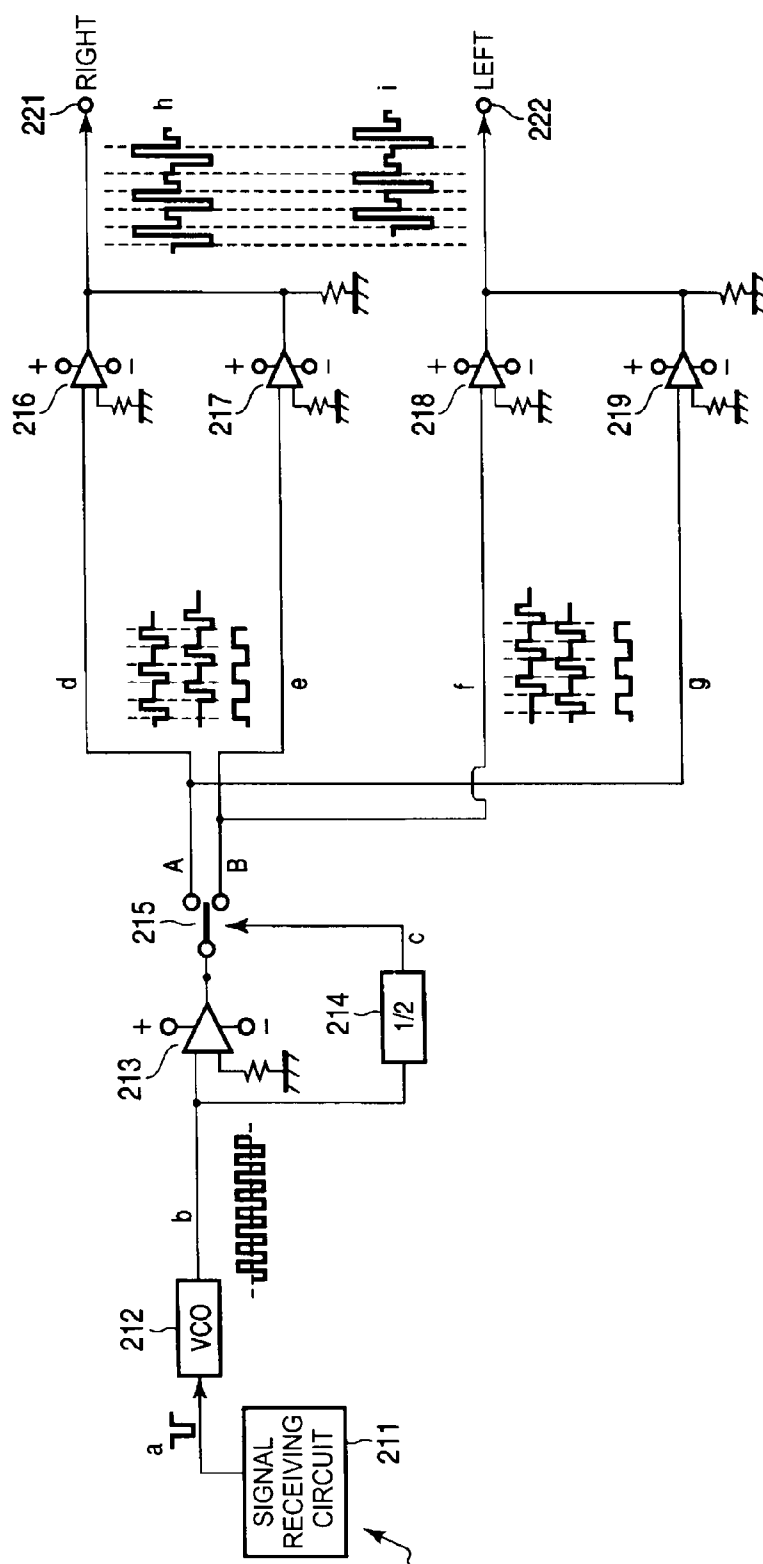 SIGNAL
RECEIVING
CIRCUIT
211
a
VCO
212
b
213
+
−
1/2
214
c
215
A
B
d
e
f
g
216
+
−
217
+
−
218
+
−
219
+
−
h
i
221
RIGHT
222
LEFT